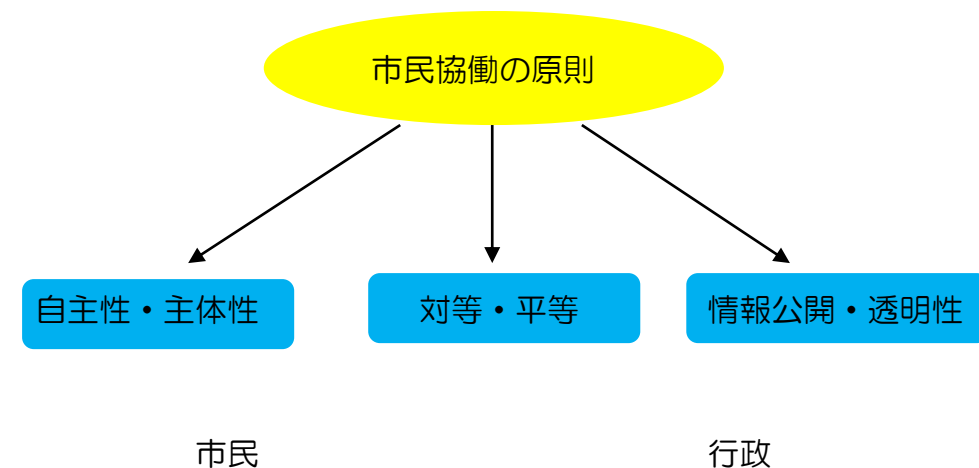 市民協働の原則
自主性・主体性
対等・平等
情報公開・透明性
市民
行政